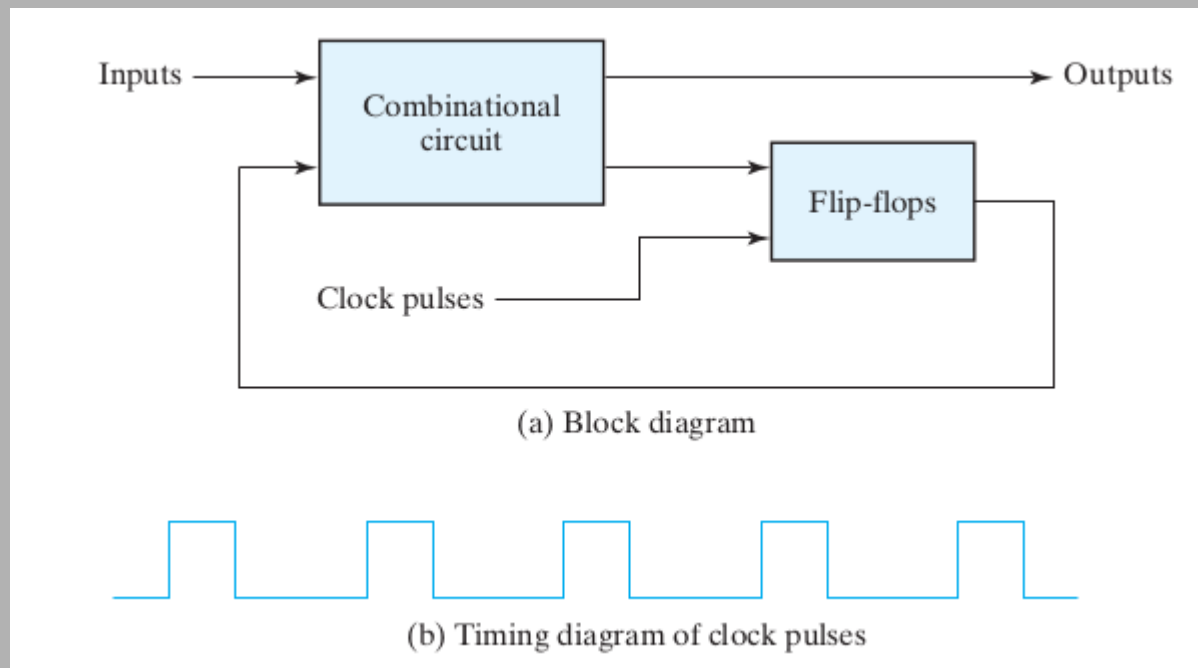 Inputs
Outputs
Combinational
circuit
Flip-flops
Clock pulses
(a) Block diagram
(b) Timing diagram of clock pulses